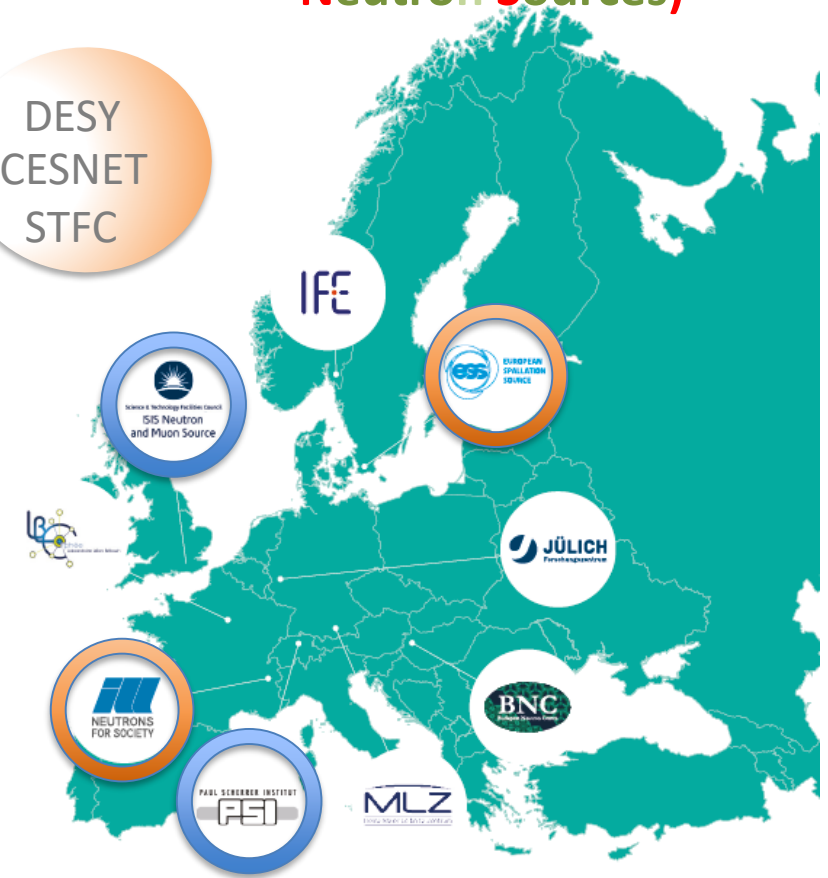 Neutron Sources)
DESY
CESNET
STFC
IFE
ess
EUROPEAN
SPALLATION
SOURCE
Science & Technology Facilities Council
ISIS Neutron
and Muon Source
JÜLICH
Forschungszentrum
NEUTRONS
FOR SOCIETY
BNC
PAUL SCHERRER INSTITUT
PSI
MLZ